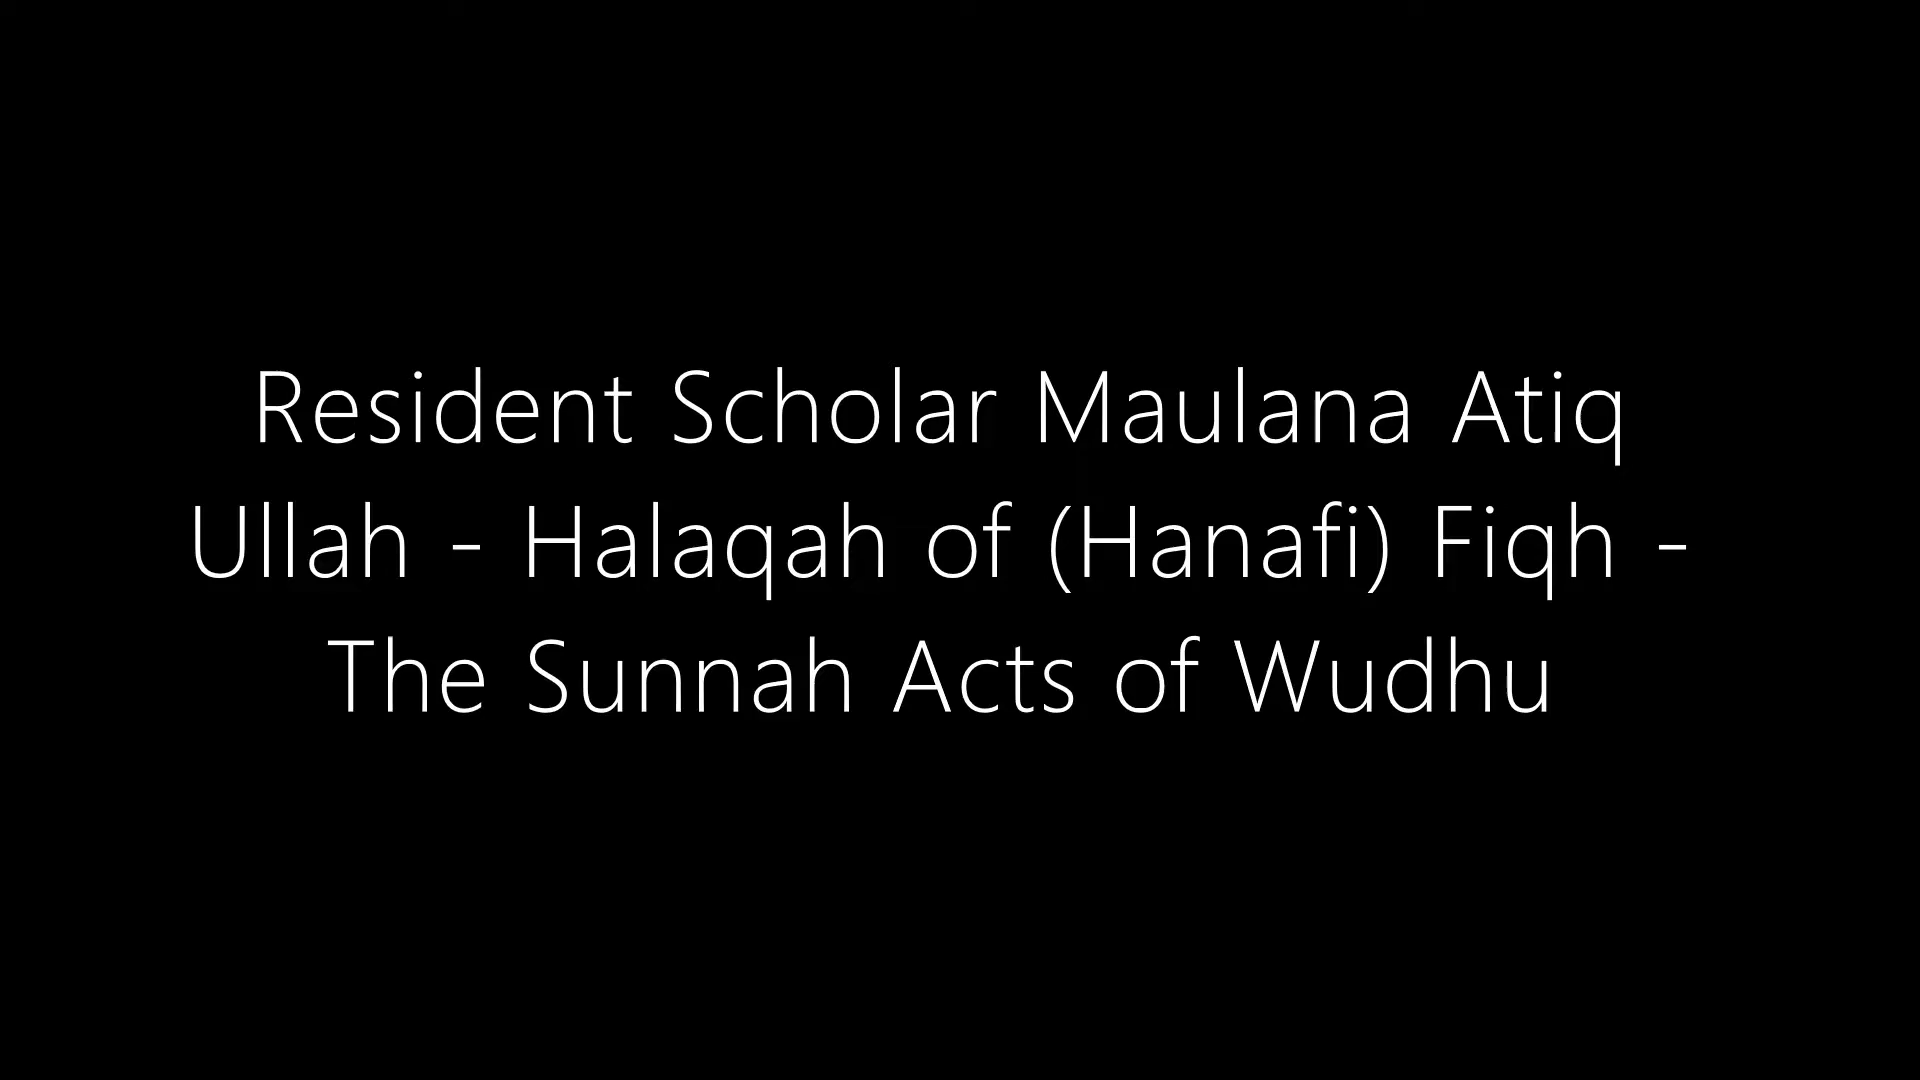 Resident Scholar Maulana Atiq
Ullah - Halaqah of (Hanafi) Fiqh -
The Sunnah Acts of Wudhu